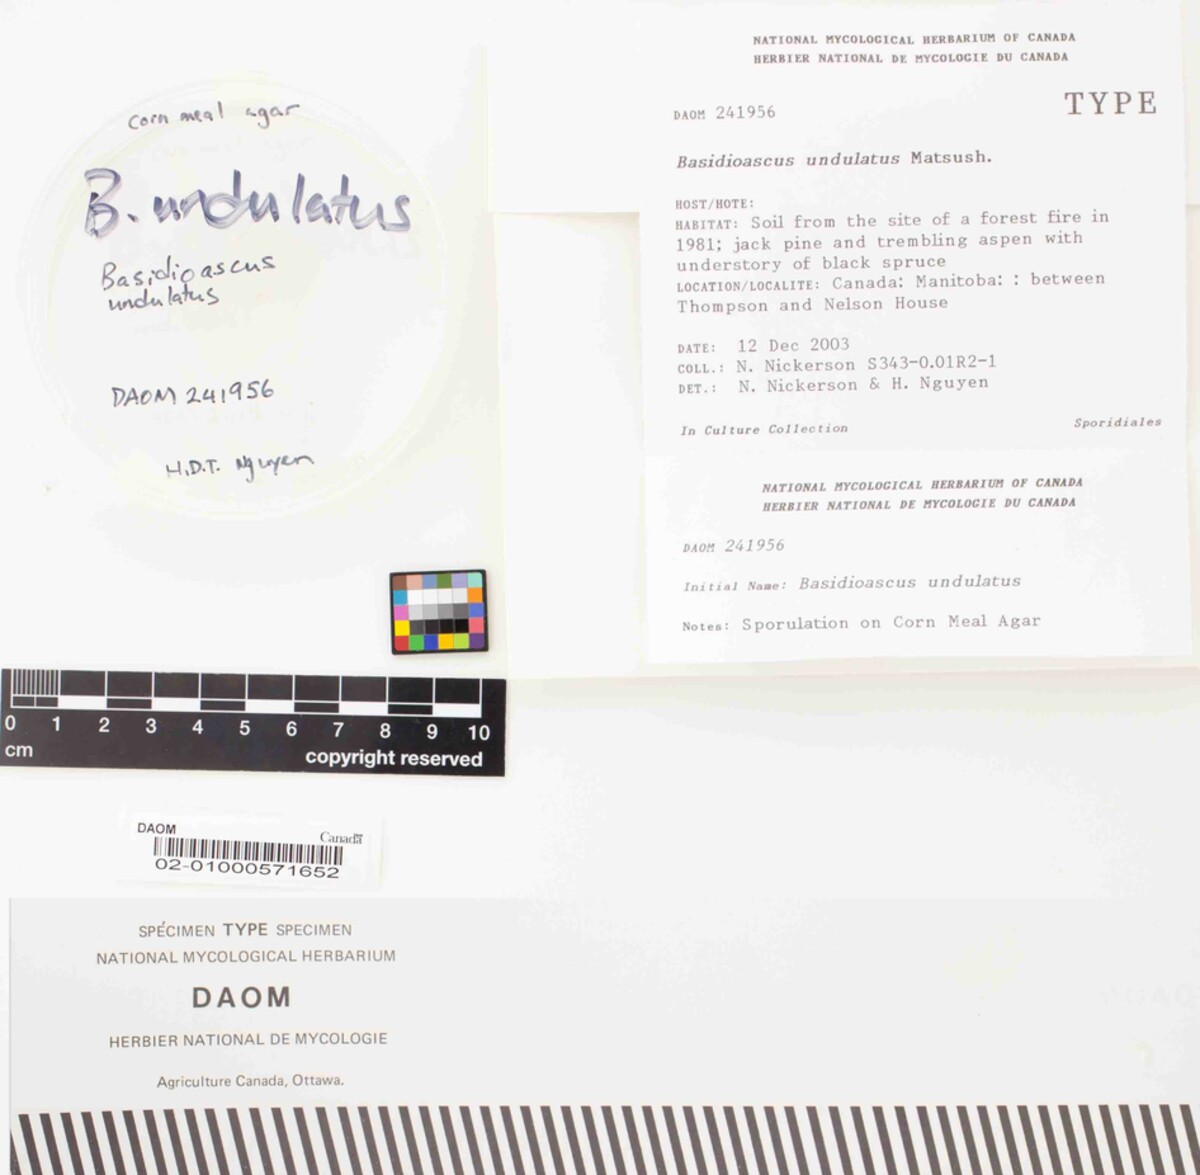 corn meal agar
B. undulatus
Basidioascus
undulatus
DAOM 241956
H.D.T. Nguyen
NATIONAL MYCOLOGICAL HERBARIUM OF CANADA
HERBIER NATIONAL DE MYCOLOGIE DU CANADA
DAOM 241956
TYPE
Basidioascus undulatus Matsush.
HOST/HOTE:
HABITAT: Soil from the site of a forest fire in
1981; jack pine and trembling aspen with
understory of black spruce
LOCATION/LOCALITE: Canada: Manitoba: : between
Thompson and Nelson House
DATE: 12 Dec 2003
COLL.: N. Nickerson S343-0.01R2-1
DET.: N. Nickerson & H. Nguyen
In Culture Collection
Sporidiales
NATIONAL MYCOLOGICAL HERBARIUM OF CANADA
HERBIER NATIONAL DE MYCOLOGIE DU CANADA
DAOM 241956
Initial Name: Basidioascus undulatus
Notes: Sporulation on Corn Meal Agar
0 1 2 3 4 5 6 7 8 9 10
cm
copyright reserved
DAOM
Canada
02-01000571652
SPÉCIMEN TYPE SPECIMEN
NATIONAL MYCOLOGICAL HERBARIUM
DAOM
HERBIER NATIONAL DE MYCOLOGIE
Agriculture Canada, Ottawa.